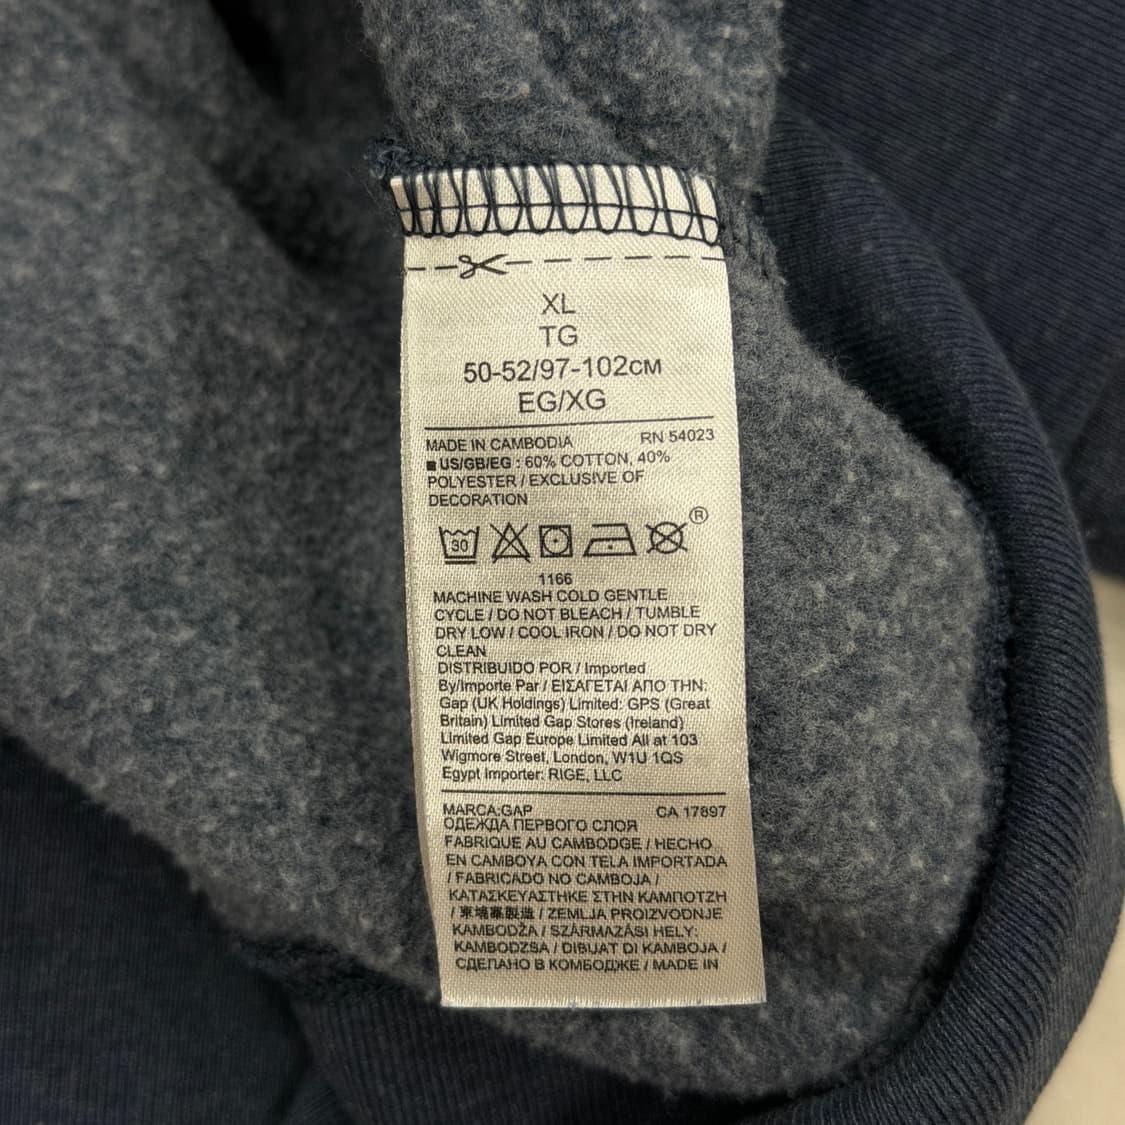 XL
TG
50-52/97-102см
EG/XG
MADE IN CAMBODIA RN 54023
■ US/GB/EG : 60% COTTON, 40%
POLYESTER / EXCLUSIVE OF
DECORATION
30
®
1166
MACHINE WASH COLD GENTLE
CYCLE / DO NOT BLEACH / TUMBLE
DRY LOW / COOL IRON / DO NOT DRY
CLEAN
DISTRIBUIDO POR / Imported
By/Importe Par / ΕΙΣΑΓΕΤΑΙ ΑΠΟ ΤΗΝ:
Gap (UK Holdings) Limited: GPS (Great
Britain) Limited Gap Stores (Ireland)
Limited Gap Europe Limited All at 103
Wigmore Street, London, W1U 1QS
Egypt Importer: RIGE, LLC
MARCA:GAP CA 17897
ОДЕЖДА ПЕРВОГО СЛОЯ
FABRIQUE AU CAMBODGE / HECHO
EN CAMBOYA CON TELA IMPORTADA
/ FABRICADO NO CAMBOJA /
ΚΑΤΑΣΚΕΥΑΣΤΗΚΕ ΣΤΗΝ ΚΑΜΠΟΤΖΗ
/ 柬埔寨製造 / ZEMLJA PROIZVODNJE
KAMBODŽA / SZÁRMAZÁSI HELY:
KAMBODZSA / DIBUAT DI KAMBOJA /
СДЕЛАНО В КОМБОДЖЕ / MADE IN